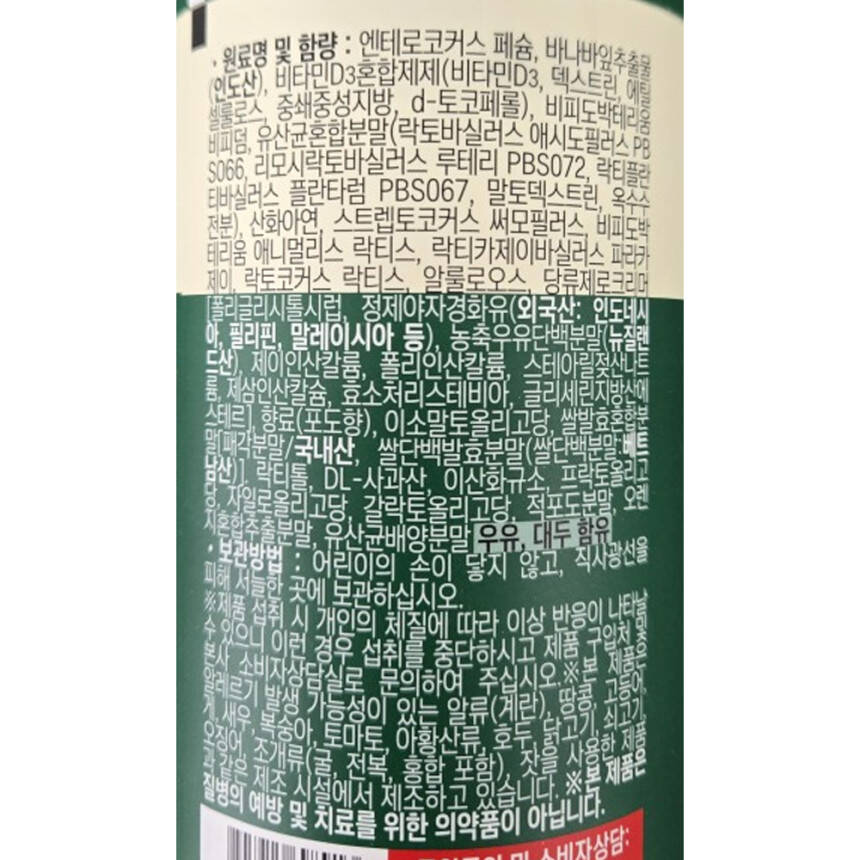 · 원료명 및 함량 : 엔테로코커스 페슘, 바나바잎추출물
(인도산), 비타민D3혼합제제(비타민D3, 덱스트린, 에틸
셀룰로스, 중쇄중성지방, d-토코페롤), 비피도박테리움
비피덤, 유산균혼합분말(락토바실러스 애시도필러스 PB
S066, 리모시락토바실러스 루테리 PBS072, 락티플란
티바실러스 플란타럼 PBS067, 말토덱스트린, 옥수수
전분), 산화아연, 스트렙토코커스 써모필러스, 비피도박
테리움 애니멀리스 락티스, 락티카제이바실러스 파라카
제이, 락토코커스 락티스, 알룰로오스, 당류제로크리머
[폴리글리시톨시럽, 정제야자경화유(외국산: 인도네시
아, 필리핀, 말레이시아 등), 농축우유단백분말(뉴질랜
드산), 제이인산칼륨, 폴리인산칼륨, 스테아릴젖산나트
륨, 제삼인산칼슘, 효소처리스테비아, 글리세린지방산에
스테르], 향료(포도향), 이소말토올리고당, 쌀발효혼합분
말[패각분말/국내산, 쌀단백발효분말(쌀단백분말:베트
남산)], 락티톨, DL-사과산, 이산화규소, 프락토올리고
당, 자일로올리고당, 갈락토올리고당, 적포도분말, 오렌
지혼합추출분말, 유산균배양분말 우유, 대두 함유
· 보관방법 : 어린이의 손이 닿지 않고, 직사광선을
피해 서늘한 곳에 보관하십시오.
※제품 섭취 시 개인의 체질에 따라 이상 반응이 나타날
수 있으니 이런 경우 섭취를 중단하시고 제품 구입처 및
본사 소비자상담실로 문의하여 주십시오.※본 제품은
알레르기 발생 가능성이 있는 알류(계란), 땅콩, 고등어,
게, 새우, 복숭아, 토마토, 아황산류, 호두, 닭고기, 쇠고기,
오징어, 조개류(굴, 전복, 홍합 포함), 잣을 사용한 제품
과 같은 제조 시설에서 제조하고 있습니다. ※본 제품은
질병의 예방 및 치료를 위한 의약품이 아닙니다.
및 소비자상담: